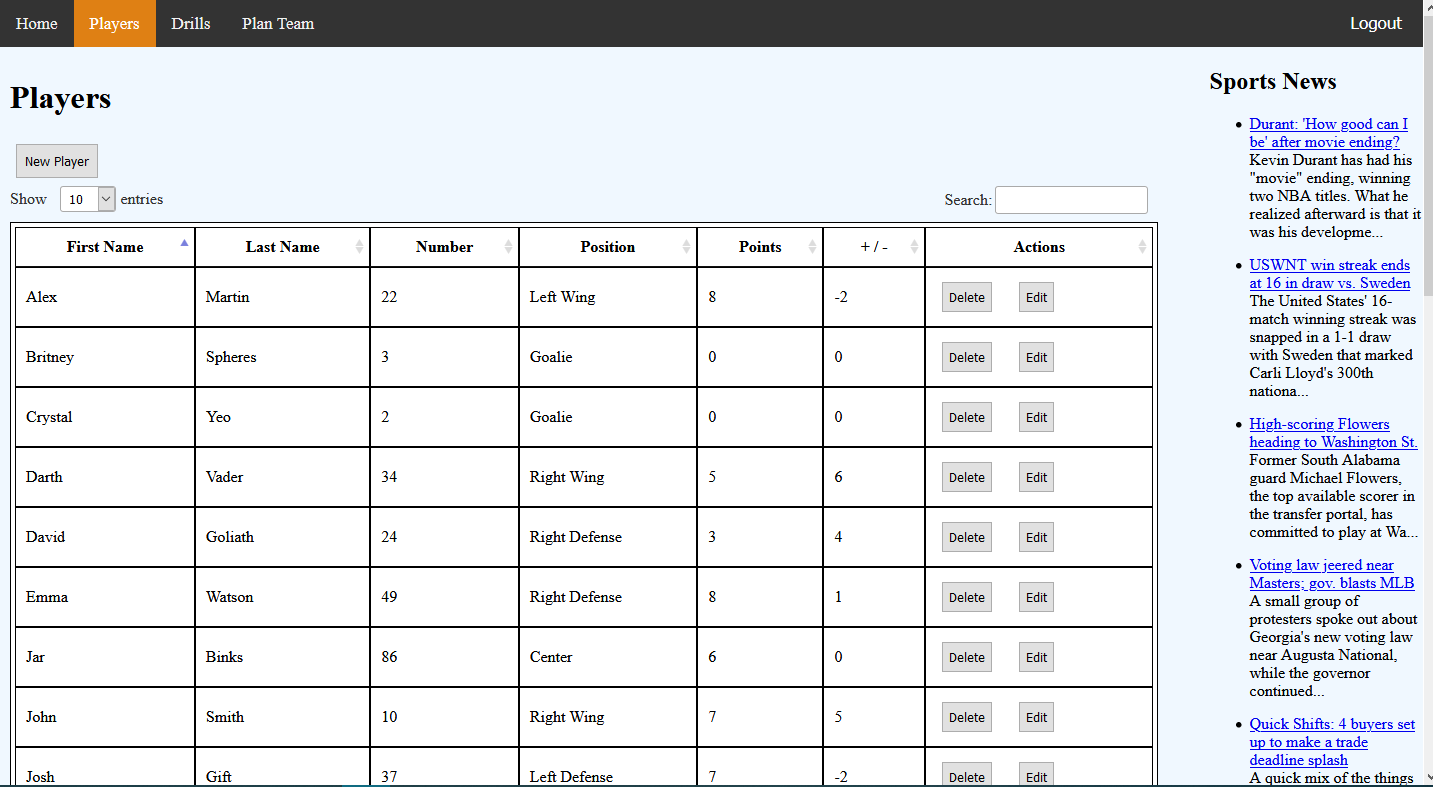 Home Players Drills Plan Team Logout
Players
New Player
Show 10 entries Search:
First Name Last Name Number Position Points + / - Actions
Alex Martin 22 Left Wing 8 -2 Delete Edit
Britney Spheres 3 Goalie 0 0 Delete Edit
Crystal Yeo 2 Goalie 0 0 Delete Edit
Darth Vader 34 Right Wing 5 6 Delete Edit
David Goliath 24 Right Defense 3 4 Delete Edit
Emma Watson 49 Right Defense 8 1 Delete Edit
Jar Binks 86 Center 6 0 Delete Edit
John Smith 10 Right Wing 7 5 Delete Edit
Josh Gift 37 Left Defense 7 -2 Delete Edit
Sports News
Durant: 'How good can I
be' after movie ending?
Kevin Durant has had his
"movie" ending, winning
two NBA titles. What he
realized afterward is that it
was his developme...
USWNT win streak ends
at 16 in draw vs. Sweden
The United States' 16-
match winning streak was
snapped in a 1-1 draw
with Sweden that marked
Carli Lloyd's 300th
nationa...
High-scoring Flowers
heading to Washington St.
Former South Alabama
guard Michael Flowers,
the top available scorer in
the transfer portal, has
committed to play at Wa...
Voting law jeered near
Masters; gov. blasts MLB
A small group of
protesters spoke out about
Georgia's new voting law
near Augusta National,
while the governor
continued...
Quick Shifts: 4 buyers set
up to make a trade
deadline splash
A quick mix of the things